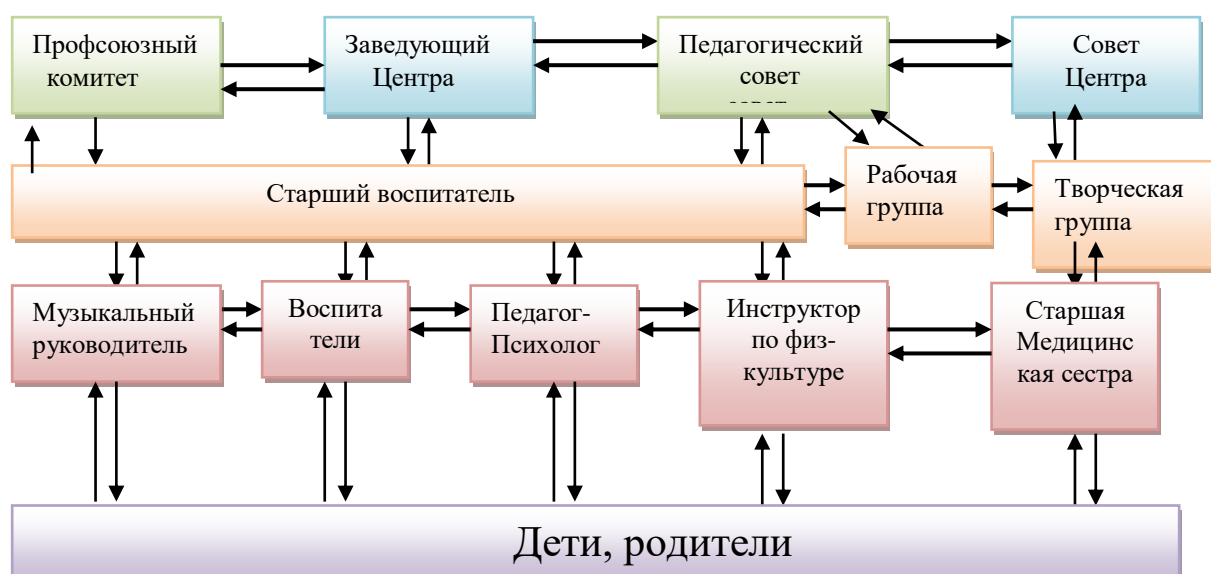 Профсоюзный
комитет
Заведующий
Центра
Педагогический
совет
Совет
Центра
Старший воспитатель
Рабочая
группа
Творческая
группа
Музыкальный
руководитель
Воспита
тели
Педагог-
Психолог
Инструктор
по физ-
культуре
Старшая
Медицинс
кая сестра
Дети, родители